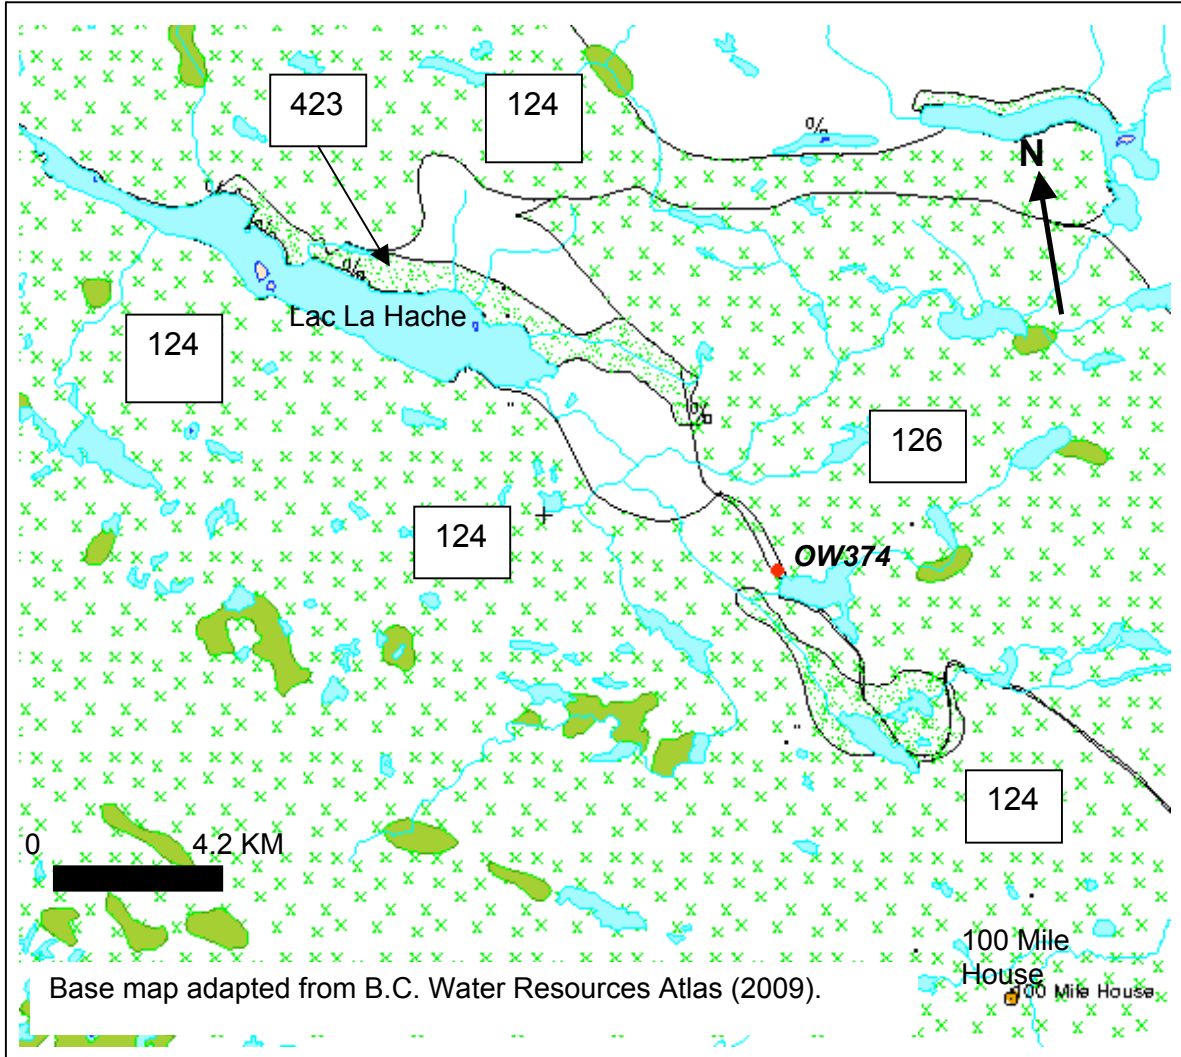 423
124
N
Lac La Hache
124
126
124
OW374
124
0 4.2 KM
100 Mile
House
100 Mile House
Base map adapted from B.C. Water Resources Atlas (2009).